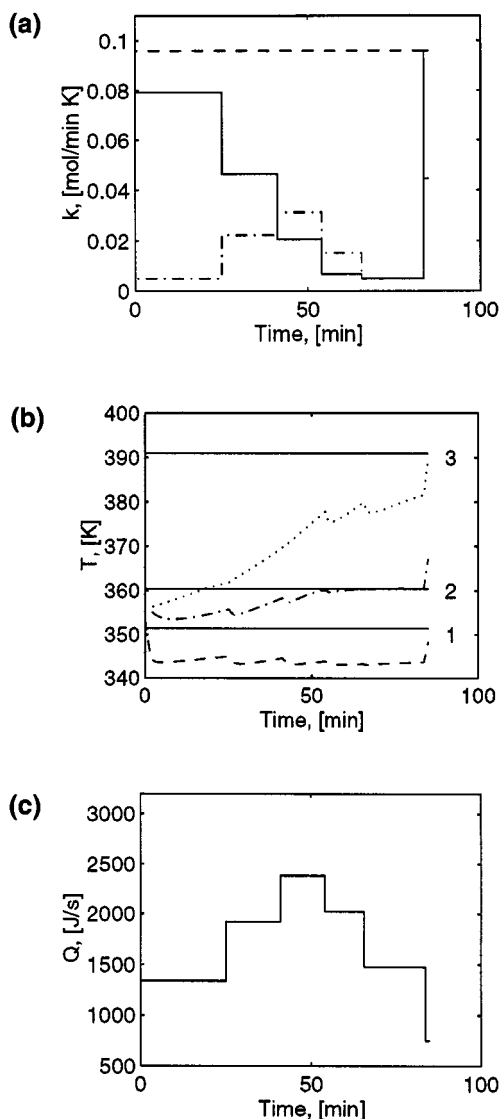 (a)
0.1
0.08
0.06
0.04
0.02
0
k, [mol/min K]
0 50 100
Time, [min]
(b)
400
390
380
370
360
350
340
T, [K]
3
2
1
0 50 100
Time, [min]
(c)
3000
2500
2000
1500
1000
500
Q, [J/s]
0 50 100
Time, [min]